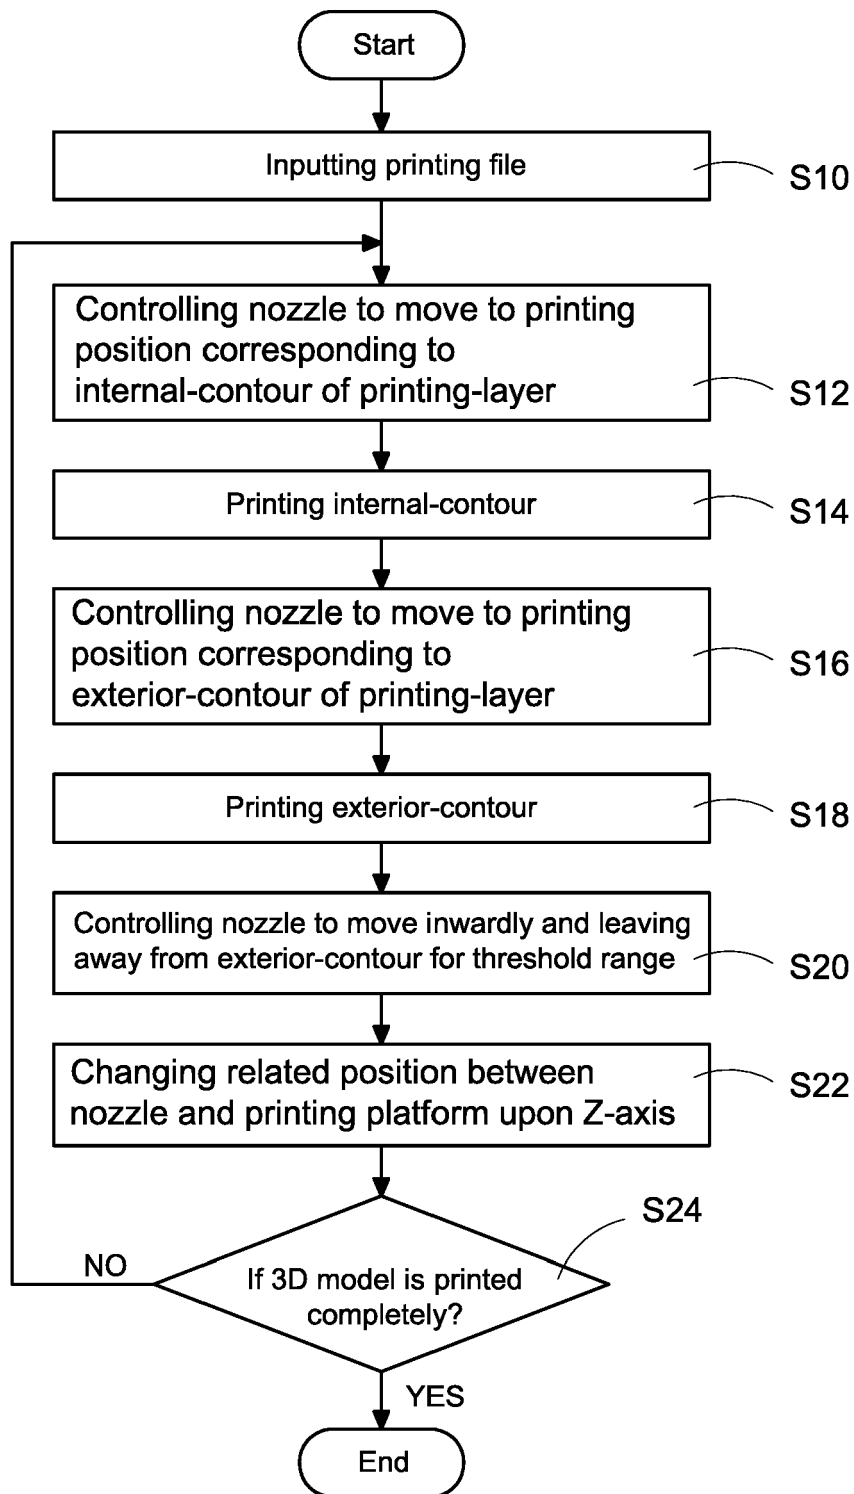 Start
Inputting printing file
S10
Controlling nozzle to move to printing
position corresponding to
internal-contour of printing-layer
S12
Printing internal-contour
S14
Controlling nozzle to move to printing
position corresponding to
exterior-contour of printing-layer
S16
Printing exterior-contour
S18
Controlling nozzle to move inwardly and leaving
away from exterior-contour for threshold range
S20
Changing related position between
nozzle and printing platform upon Z-axis
S22
S24
NO
If 3D model is printed
completely?
YES
End